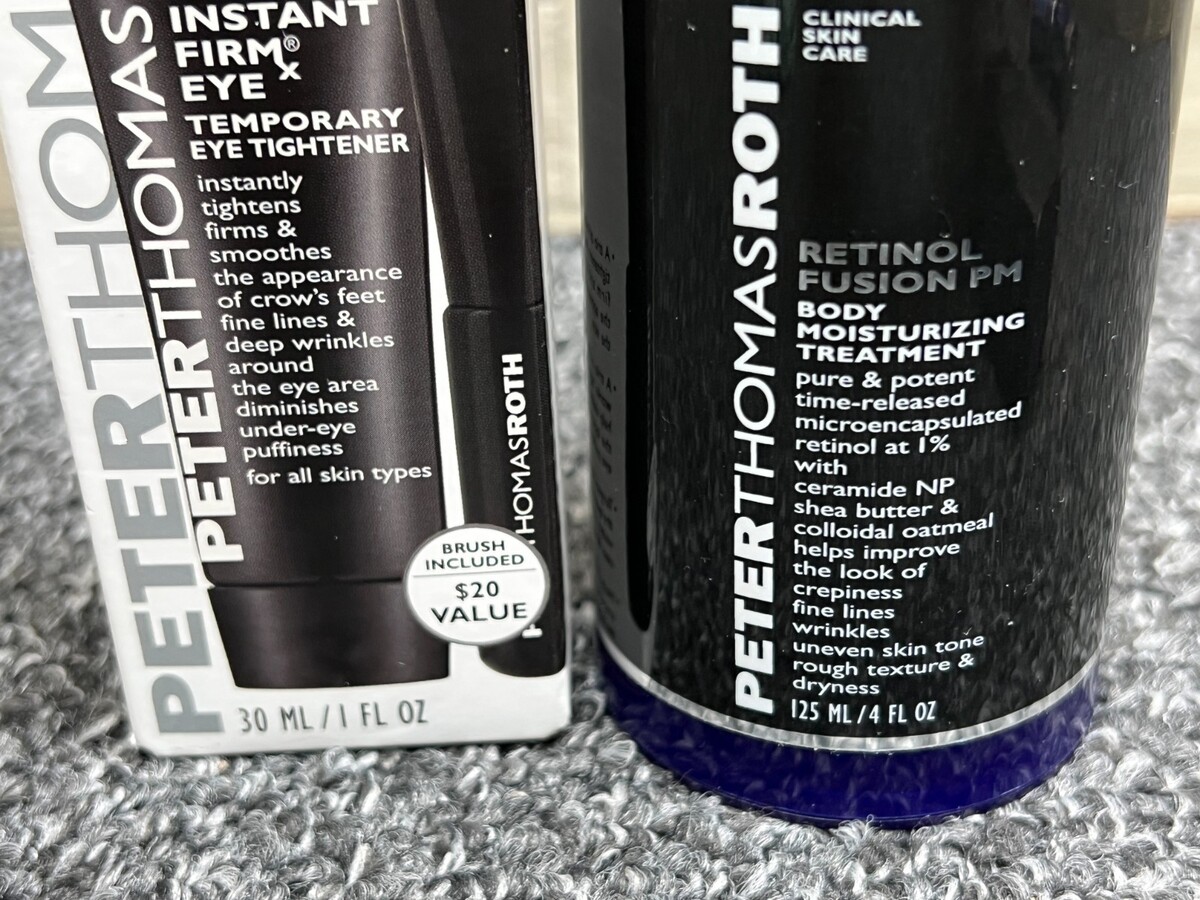 PETERTHOM
PETERTHOMAS
INSTANT
FIRM®x
EYE
TEMPORARY
EYE TIGHTENER
instantly
tightens
firms &
smoothes
the appearance
of crow's feet
fine lines &
deep wrinkles
around
the eye area
diminishes
under-eye
puffiness
for all skin types
THOMASROTH
BRUSH
INCLUDED
$20
VALUE
30 ML / 1 FL OZ
PETERTHOMASROTH
CLINICAL
SKIN
CARE
RETINOL
FUSION PM
BODY
MOISTURIZING
TREATMENT
pure & potent
time-released
microencapsulated
retinol at 1%
with
ceramide NP
shea butter &
colloidal oatmeal
helps improve
the look of
crepiness
fine lines
wrinkles
uneven skin tone
rough texture &
dryness
125 ML / 4 FL OZ